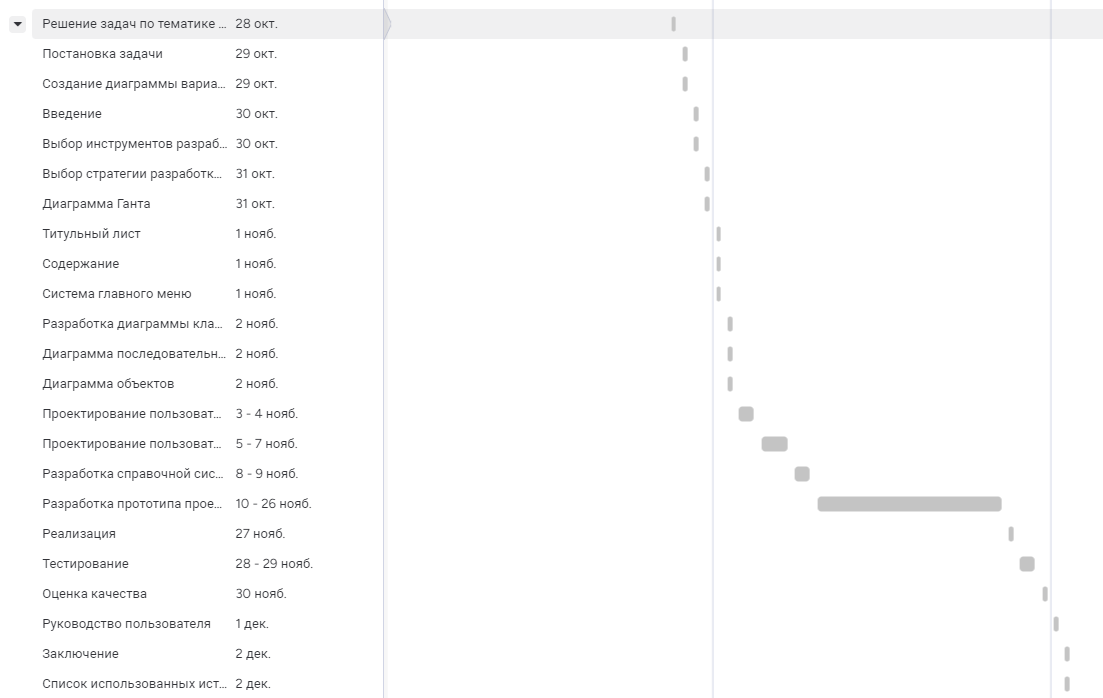 Решение задач по тематике ... 28 окт.
Постановка задачи 29 окт.
Создание диаграммы вариа... 29 окт.
Введение 30 окт.
Выбор инструментов разраб... 30 окт.
Выбор стратегии разработк... 31 окт.
Диаграмма Ганта 31 окт.
Титульный лист 1 нояб.
Содержание 1 нояб.
Система главного меню 1 нояб.
Разработка диаграммы кла... 2 нояб.
Диаграмма последовательн... 2 нояб.
Диаграмма объектов 2 нояб.
Проектирование пользоват... 3 - 4 нояб.
Проектирование пользоват... 5 - 7 нояб.
Разработка справочной сис... 8 - 9 нояб.
Разработка прототипа прое... 10 - 26 нояб.
Реализация 27 нояб.
Тестирование 28 - 29 нояб.
Оценка качества 30 нояб.
Руководство пользователя 1 дек.
Заключение 2 дек.
Список использованных ист... 2 дек.